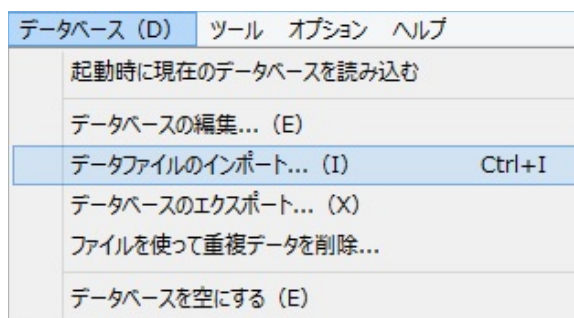 データベース（D） ツール オプション ヘルプ
起動時に現在のデータベースを読み込む
データベースの編集...（E）
データファイルのインポート...（I） Ctrl+I
データベースのエクスポート...（X）
ファイルを使って重複データを削除...
データベースを空にする（E）